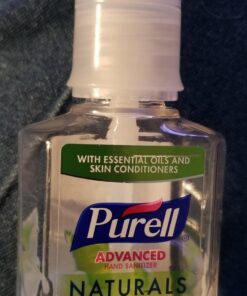 WITH ESSENTIAL OILS AND
SKIN CONDITIONERS
Purell
ADVANCED
HAND SANITIZER
NATURALS